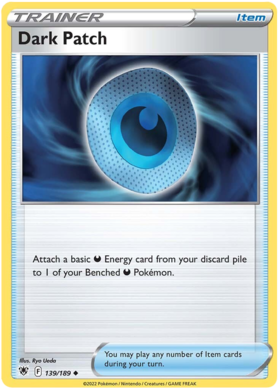 TRAINER Item
Dark Patch
Attach a basic Energy card from your discard pile
to 1 of your Benched Pokémon.
Illus. Ryo Ueda
You may play any number of Item cards
during your turn.
F 139/189
©2022 Pokémon / Nintendo / Creatures / GAME FREAK